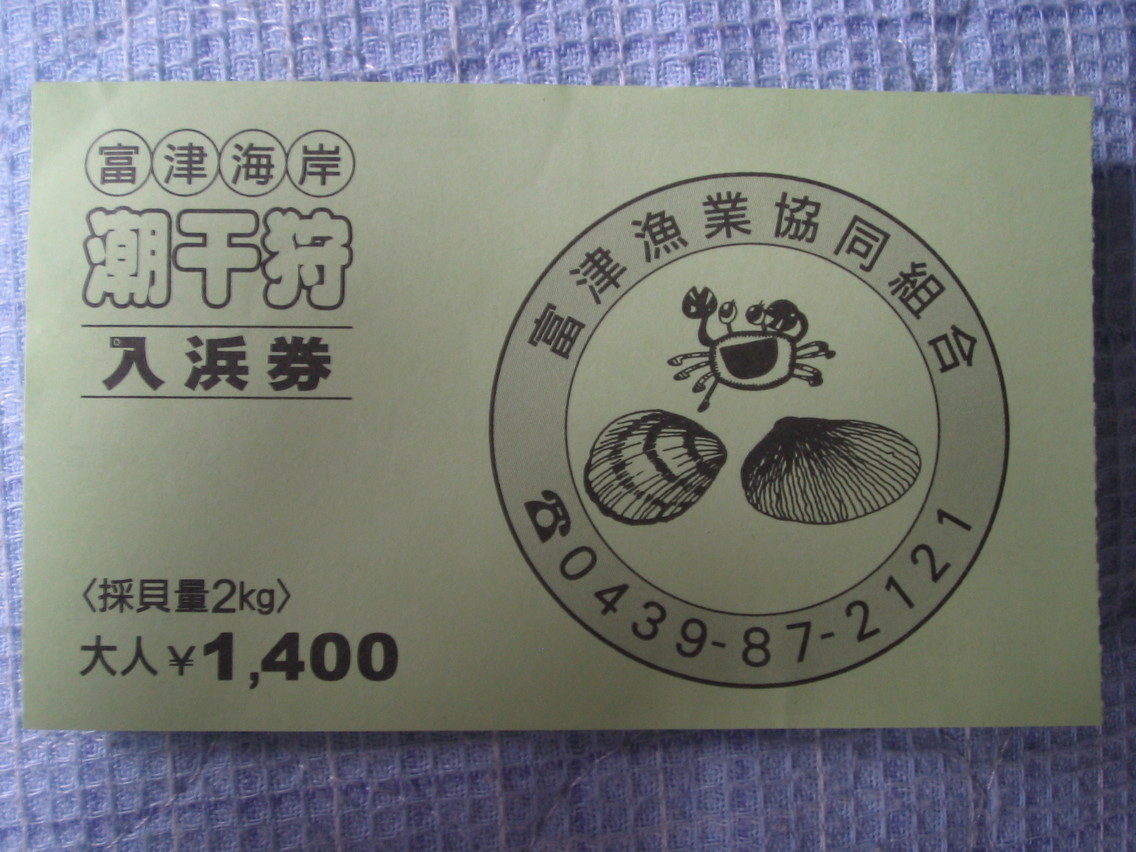 富津海岸
潮干狩
入浜券
〈採貝量2kg〉
大人¥1,400
富津漁業協同組合
☎0439-87-2121